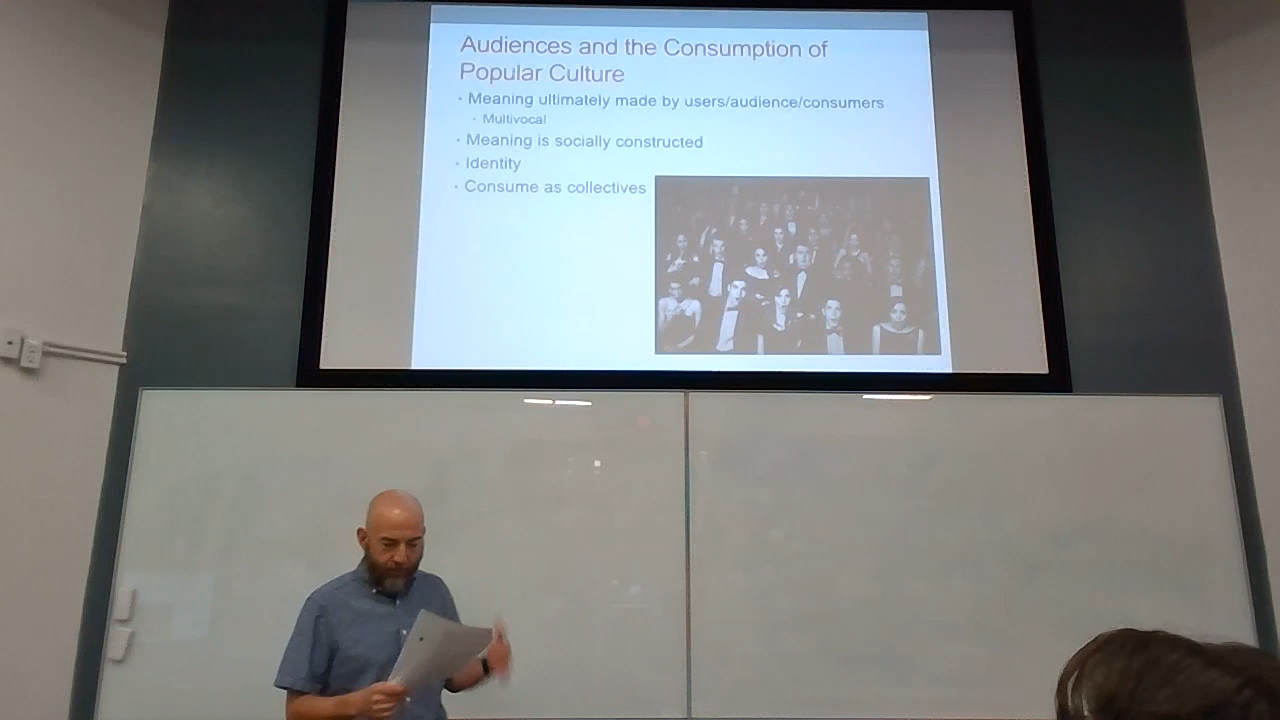 Audiences and the Consumption of
Popular Culture
• Meaning ultimately made by users/audience/consumers
• Multivocal
• Meaning is socially constructed
• Identity
• Consume as collectives